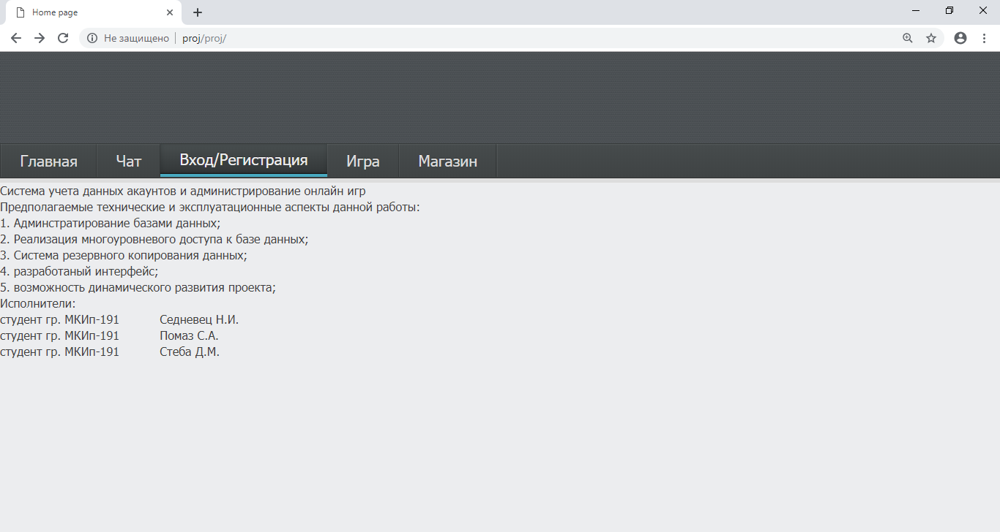 Home page
Не защищено proj/proj/
Главная Чат Вход/Регистрация Игра Магазин
Система учета данных акаунтов и администрирование онлайн игр
Предполагаемые технические и эксплуатационные аспекты данной работы:
1. Админстратирование базами данных;
2. Реализация многоуровневого доступа к базе данных;
3. Система резервного копирования данных;
4. разработаный интерфейс;
5. возможность динамического развития проекта;
Исполнители:
студент гр. МКИп-191 Седневец Н.И.
студент гр. МКИп-191 Помаз С.А.
студент гр. МКИп-191 Стеба Д.М.